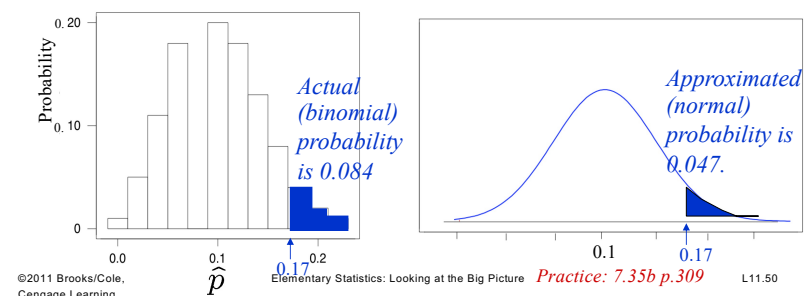 0. 20
0. 10
0
Probability
0.0
0.1
0.2
p̂
0.17
Actual
(binomial)
probability
is 0.084
Approximated
(normal)
probability is
0.047.
0.1
0.17
©2011 Brooks/Cole,
Cengage Learning
Elementary Statistics: Looking at the Big Picture
Practice: 7.35b p.309
L11.50